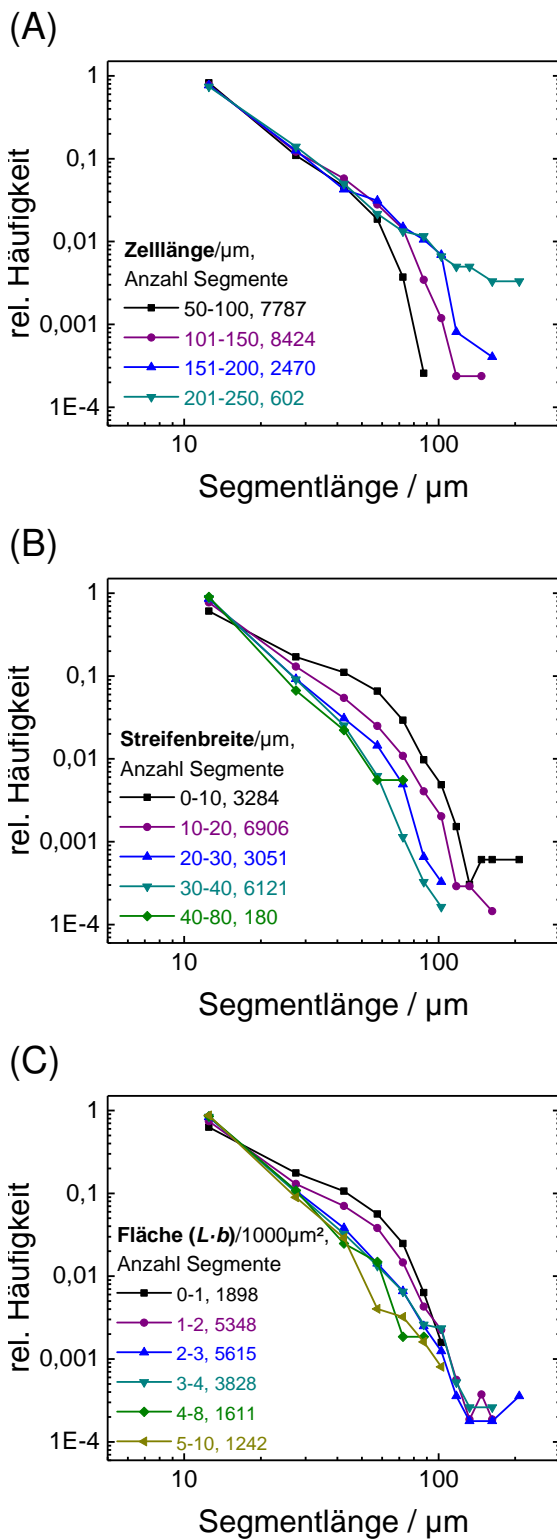 (A)
1
0,1
0,01
0,001
1E-4
rel. Häufigkeit
Zelllänge/µm,
Anzahl Segmente
50-100, 7787
101-150, 8424
151-200, 2470
201-250, 602
10
100
Segmentlänge / µm
(B)
1
0,1
0,01
0,001
1E-4
rel. Häufigkeit
Streifenbreite/µm,
Anzahl Segmente
0-10, 3284
10-20, 6906
20-30, 3051
30-40, 6121
40-80, 180
10
100
Segmentlänge / µm
(C)
1
0,1
0,01
0,001
1E-4
rel. Häufigkeit
Fläche (L·b)/1000µm²,
Anzahl Segmente
0-1, 1898
1-2, 5348
2-3, 5615
3-4, 3828
4-8, 1611
5-10, 1242
10
100
Segmentlänge / µm